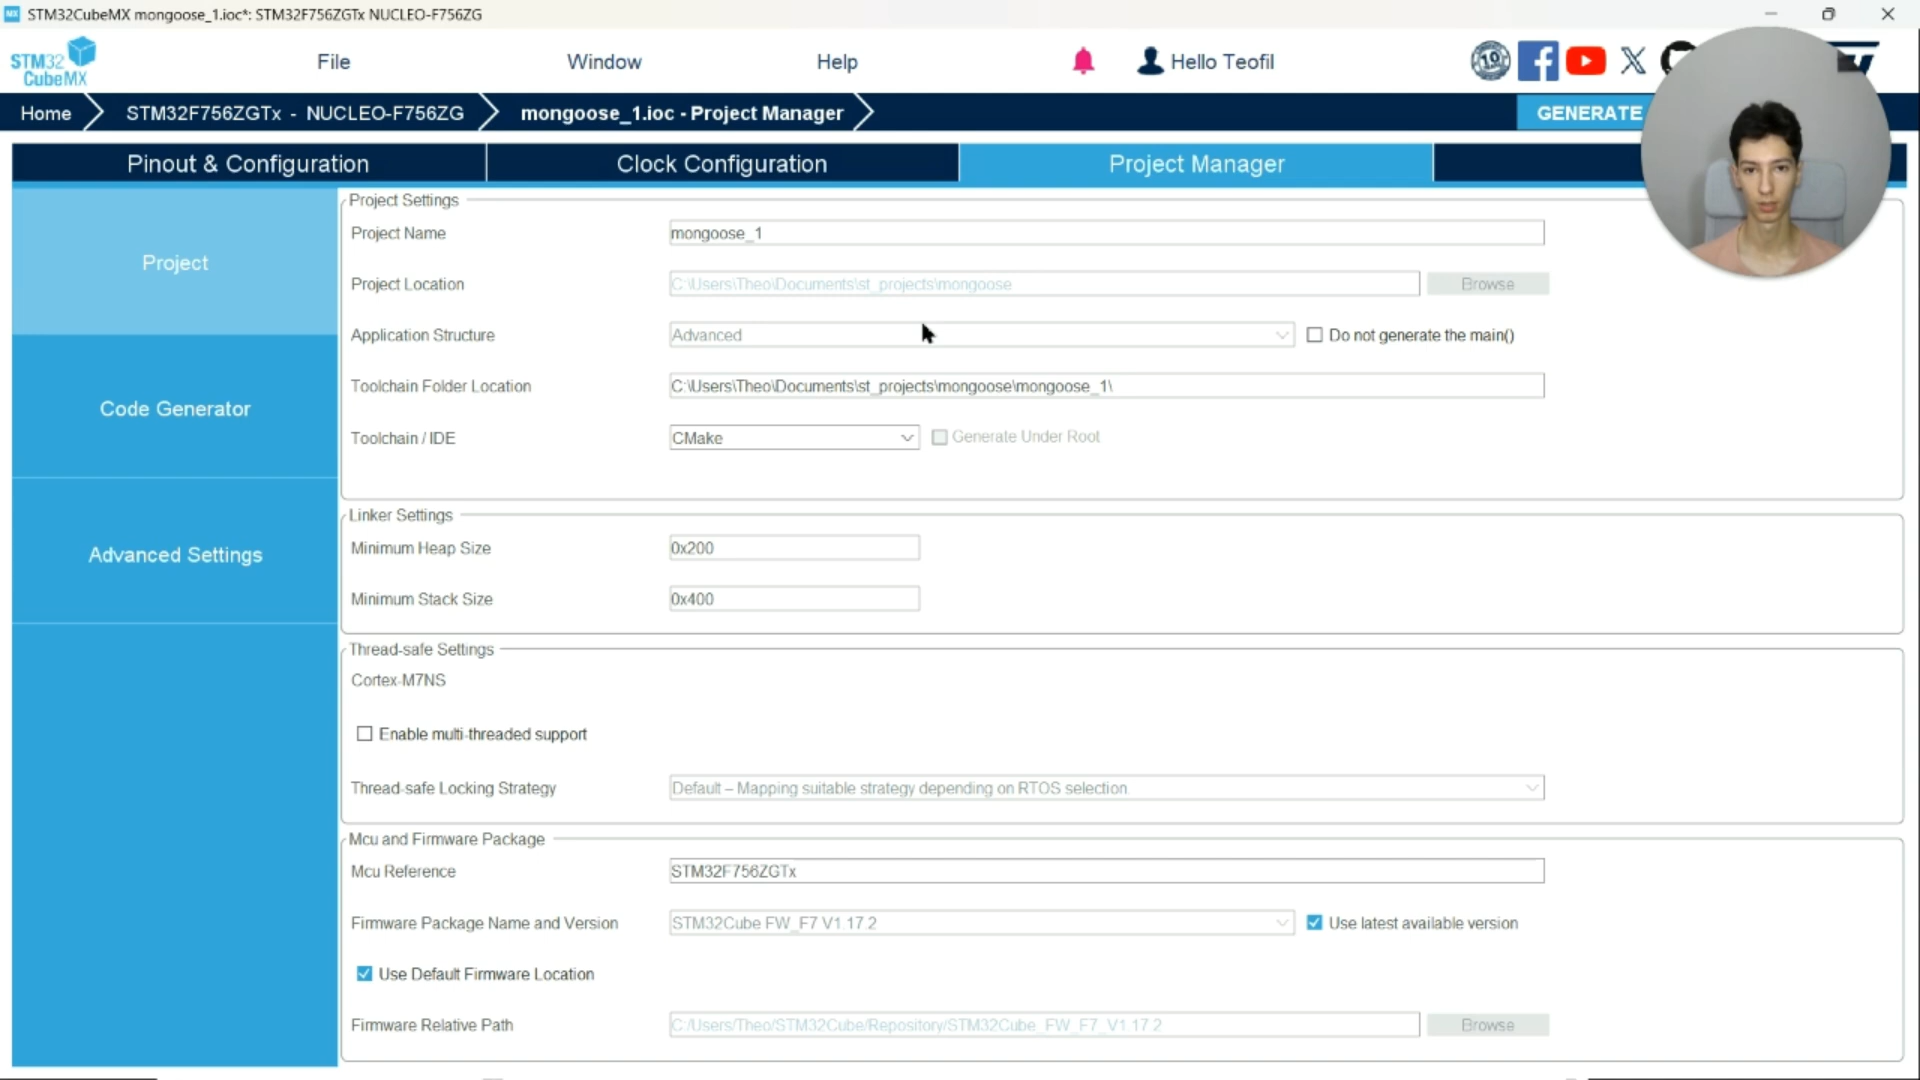 STM32CubeMX mongoose_1.ioc*: STM32F756ZGTx NUCLEO-F756ZG
STM32
CubeMX
File
Window
Help
Hello Teofil
10
Home
STM32F756ZGTx - NUCLEO-F756ZG
mongoose_1.ioc - Project Manager
GENERATE
Pinout & Configuration
Clock Configuration
Project Manager
Project
Code Generator
Advanced Settings
Project Settings
Project Name
mongoose_1
Project Location
C:\Users\Theo\Documents\st_projects\mongoose
Browse
Application Structure
Advanced
Do not generate the main()
Toolchain Folder Location
C:\Users\Theo\Documents\st_projects\mongoose\mongoose_1\
Toolchain / IDE
CMake
Generate Under Root
Linker Settings
Minimum Heap Size
0x200
Minimum Stack Size
0x400
Thread-safe Settings
Cortex-M7NS
Enable multi-threaded support
Thread-safe Locking Strategy
Default – Mapping suitable strategy depending on RTOS selection.
Mcu and Firmware Package
Mcu Reference
STM32F756ZGTx
Firmware Package Name and Version
STM32Cube FW_F7 V1.17.2
Use latest available version
Use Default Firmware Location
Firmware Relative Path
C:/Users/Theo/STM32Cube/Repository/STM32Cube_FW_F7_V1.17.2
Browse